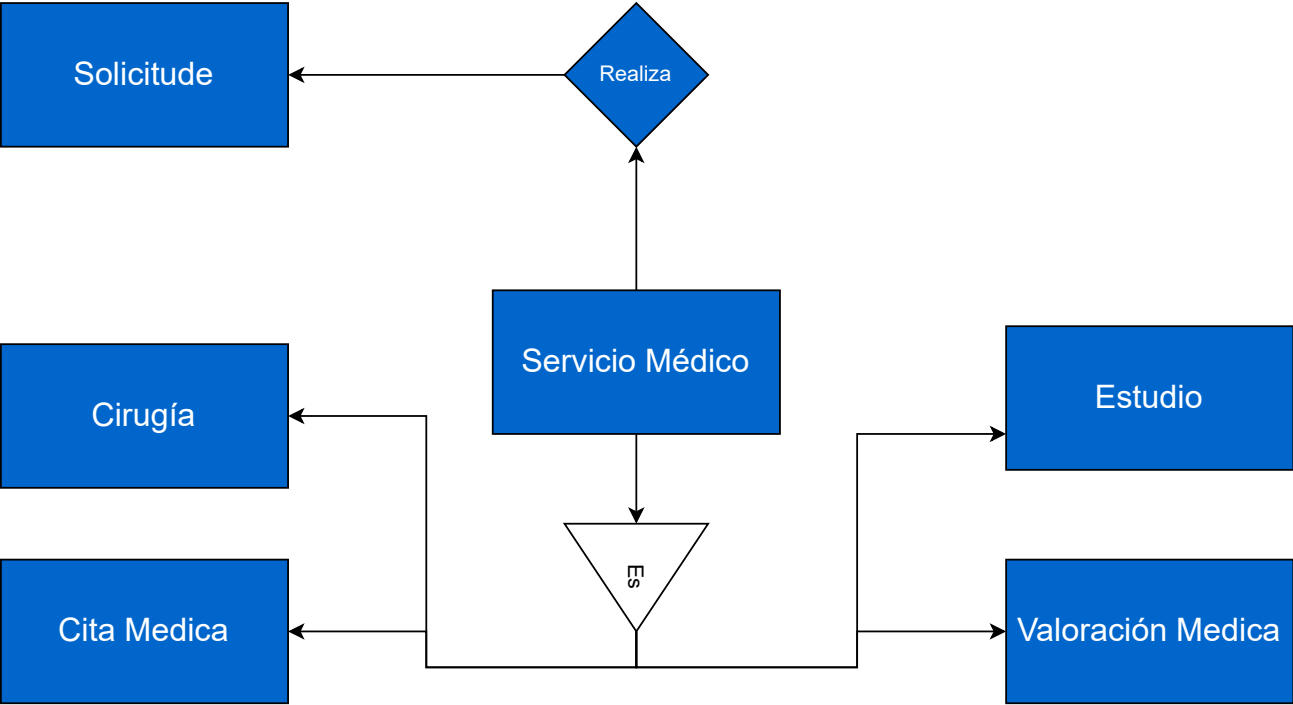 Solicitude
Realiza
Servicio Médico
Estudio
Cirugía
Es
Cita Medica
Valoración Medica